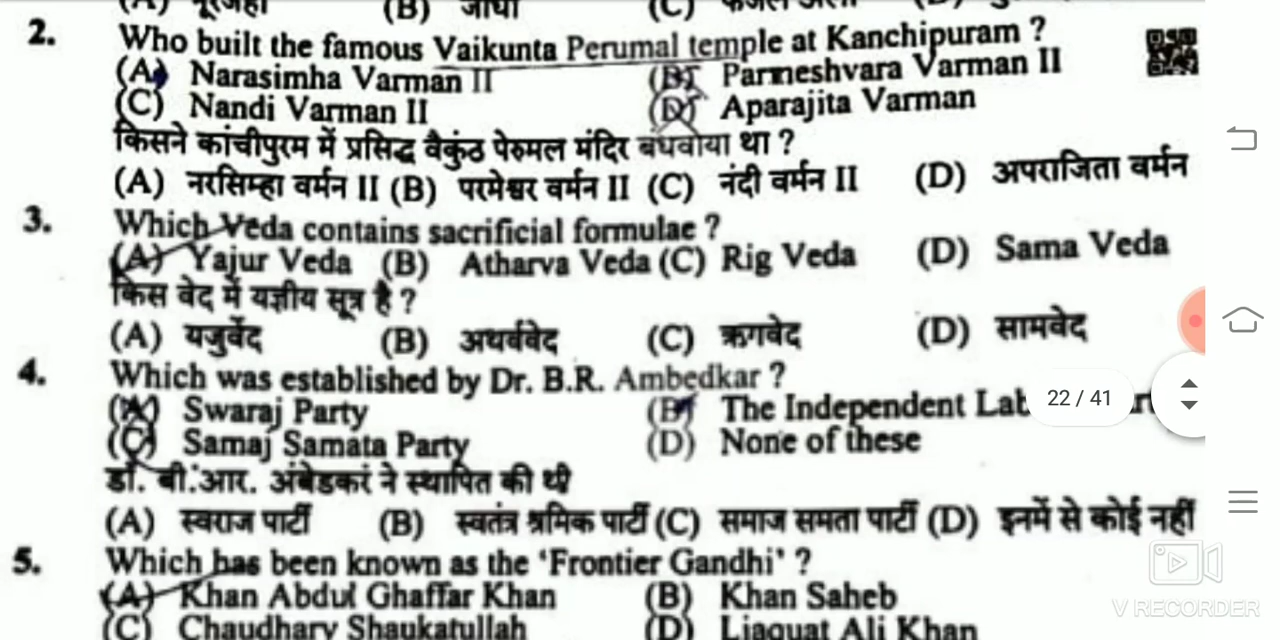 (A) नूरजहां (B) जोधा (C)
2. Who built the famous Vaikunta Perumal temple at Kanchipuram ?
(A) Narasimha Varman II (B) Parmeshvara Varman II
(C) Nandi Varman II (D) Aparajita Varman
किसने कांचीपुरम में प्रसिद्ध वैकुंठ पेरुमल मंदिर बंधवाया था ?
(A) नरसिम्हा वर्मन II (B) परमेश्वर वर्मन II (C) नंदी वर्मन II (D) अपराजिता वर्मन
3. Which Veda contains sacrificial formulae ?
(A) Yajur Veda (B) Atharva Veda (C) Rig Veda (D) Sama Veda
किस वेद में यज्ञीय सूत्र है ?
(A) यजुर्वेद (B) अथर्ववेद (C) ऋगवेद (D) सामवेद
4. Which was established by Dr. B.R. Ambedkar ?
(A) Swaraj Party (B) The Independent Lab
22 / 41
(C) Samaj Samata Party (D) None of these
डॉ. बी.आर. अंबेडकर ने स्थापित की थी
(A) स्वराज पार्टी (B) स्वतंत्र श्रमिक पार्टी (C) समाज समता पार्टी (D) इनमें से कोई नहीं
5. Which has been known as the ‘Frontier Gandhi’ ?
(A) Khan Abdul Ghaffar Khan (B) Khan Saheb
(C) Chaudhary Shaukatullah (D) Liaquat Ali Khan
V RECORDER